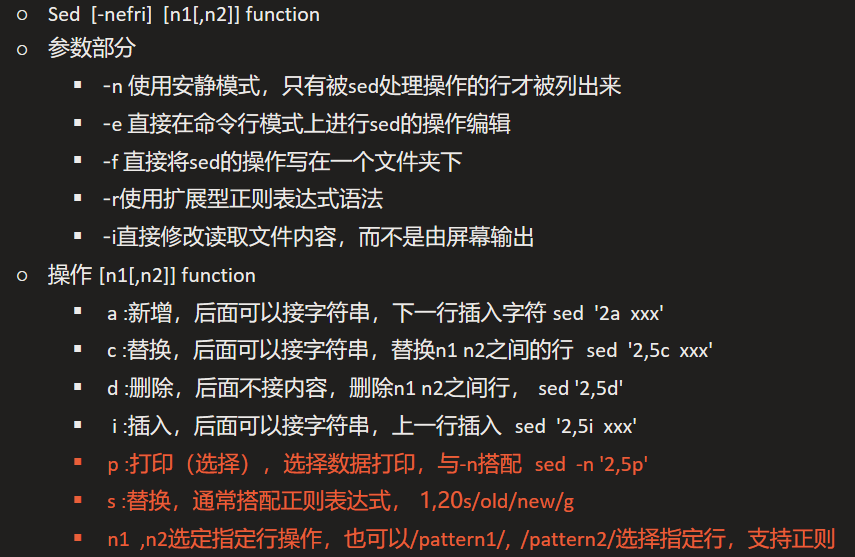 Sed [-nefri] [n1[,n2]] function
参数部分
-n 使用安静模式，只有被sed处理操作的行才被列出来
-e 直接在命令行模式上进行sed的操作编辑
-f 直接将sed的操作写在一个文件夹下
-r使用扩展型正则表达式语法
-i直接修改读取文件内容，而不是由屏幕输出
操作 [n1[,n2]] function
a :新增，后面可以接字符串，下一行插入字符 sed '2a xxx'
c :替换，后面可以接字符串，替换n1 n2之间的行 sed '2,5c xxx'
d :删除，后面不接内容，删除n1 n2之间行， sed '2,5d'
i :插入，后面可以接字符串，上一行插入 sed '2,5i xxx'
p :打印（选择），选择数据打印，与-n搭配 sed -n '2,5p'
s :替换，通常搭配正则表达式， 1,20s/old/new/g
n1 ,n2选定指定行操作，也可以/pattern1/, /pattern2/选择指定行，支持正则